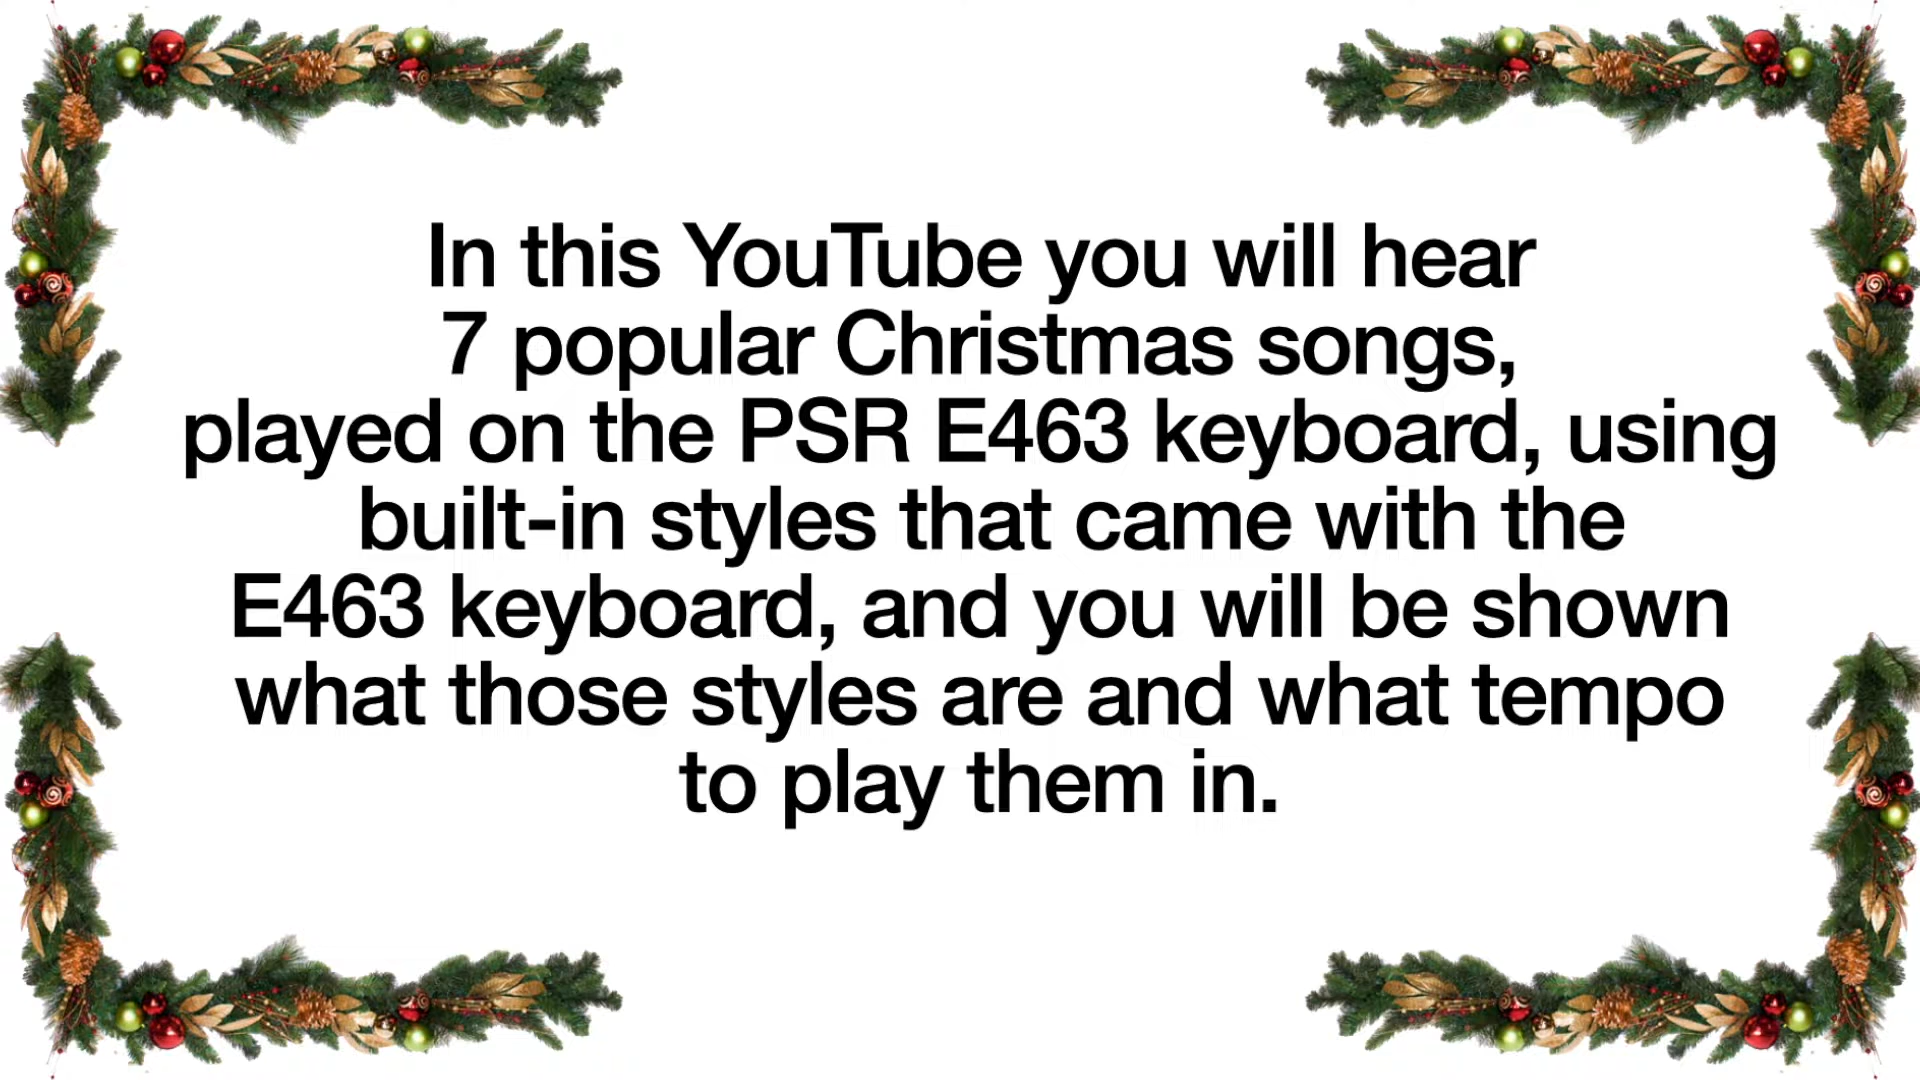 In this YouTube you will hear
7 popular Christmas songs,
played on the PSR E463 keyboard, using
built-in styles that came with the
E463 keyboard, and you will be shown
what those styles are and what tempo
to play them in.